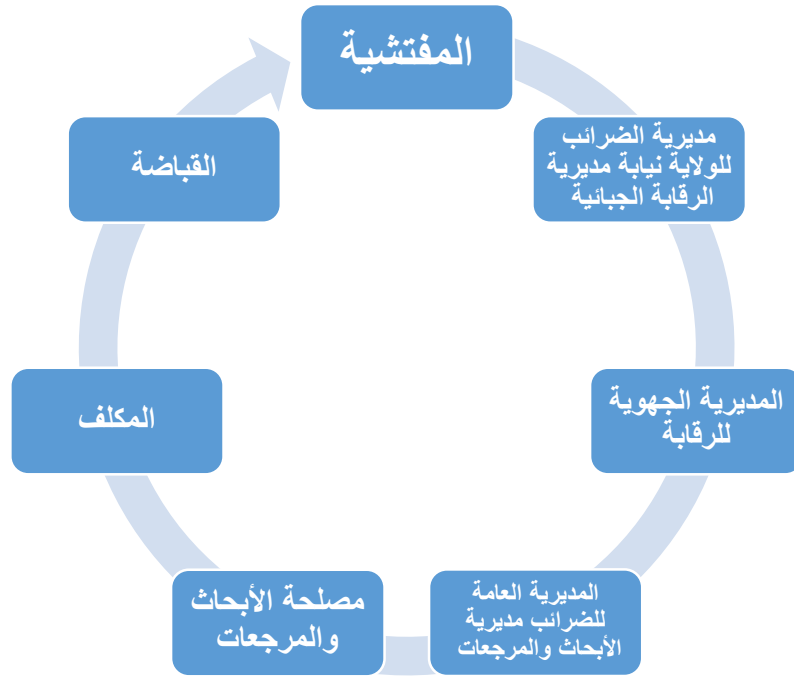 المفتشية
مديرية الضرائب
للولاية نيابة مديرية
الرقابة الجبائية
المديرية الجهوية
للرقابة
المديرية العامة
للضرائب مديرية
الأبحاث والمرجعات
مصلحة الأبحاث
والمرجعات
المكلف
القباضة